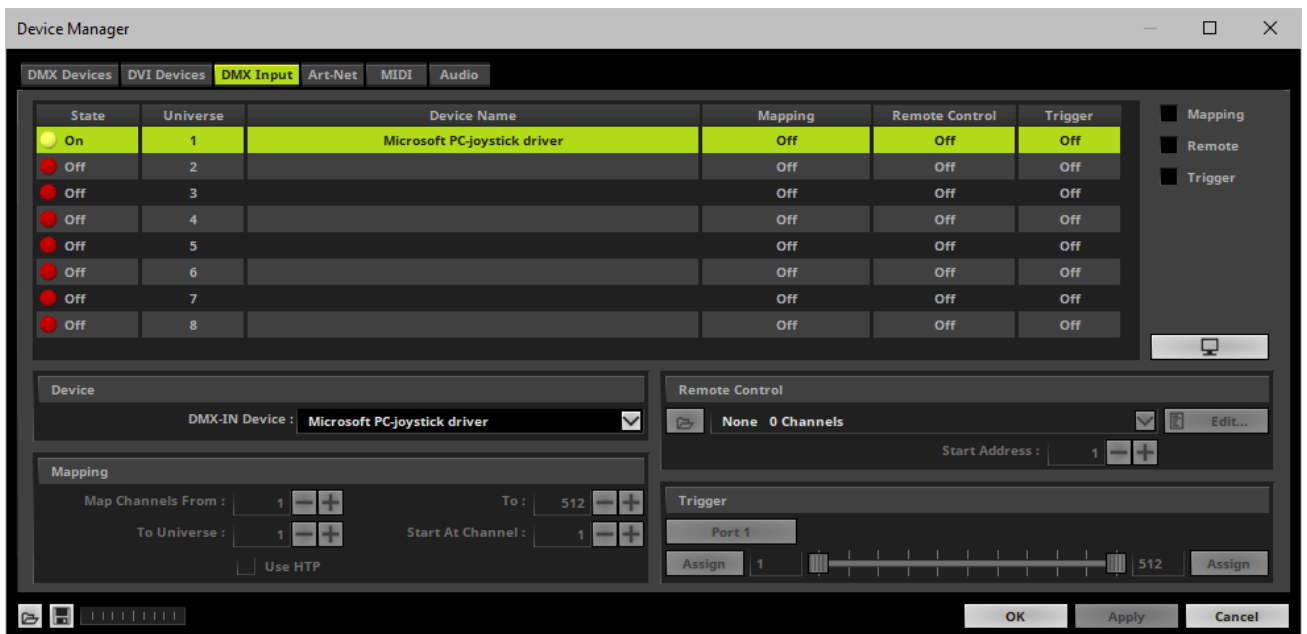 Device Manager
DMX Devices DVI Devices DMX Input Art-Net MIDI Audio
State Universe Device Name Mapping Remote Control Trigger
On 1 Microsoft PC-joystick driver Off Off Off
Off 2 Off Off Off
Off 3 Off Off Off
Off 4 Off Off Off
Off 5 Off Off Off
Off 6 Off Off Off
Off 7 Off Off Off
Off 8 Off Off Off
Mapping
Remote
Trigger
Device
DMX-IN Device : Microsoft PC-joystick driver
Mapping
Map Channels From : 1 To : 512
To Universe : 1 Start At Channel : 1
Use HTP
Remote Control
None 0 Channels Edit...
Start Address : 1
Trigger
Port 1
Assign 1 512 Assign
OK Apply Cancel